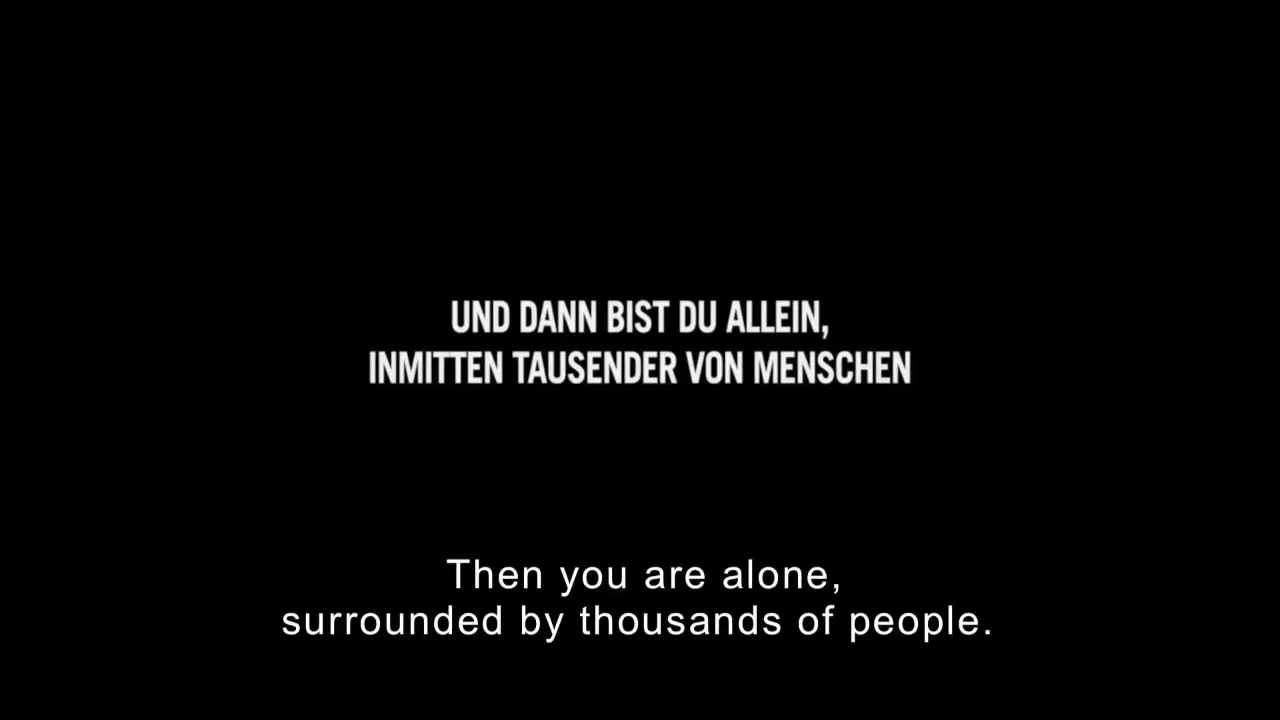 UND DANN BIST DU ALLEIN,
INMITTEN TAUSENDER VON MENSCHEN
Then you are alone,
surrounded by thousands of people.